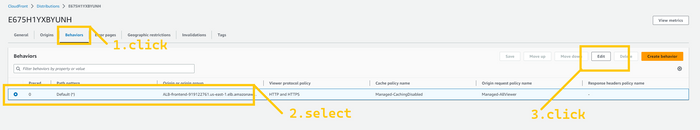 CloudFront > Distributions > E675H1YXBYUNH
E675H1YXBYUNH
View metrics
General Origins Behaviors Error pages Geographic restrictions Invalidations Tags
1.click
Behaviors
Save Move up Move down Edit Delete Create behavior
Filter behaviors by property or value
Path pattern Origin or origin group Viewer protocol policy Cache policy name Origin request policy name Response headers policy name
0 Default (*) HTTP and HTTPS Managed-CachingDisabled Managed-AllViewer -
2.select
3.click